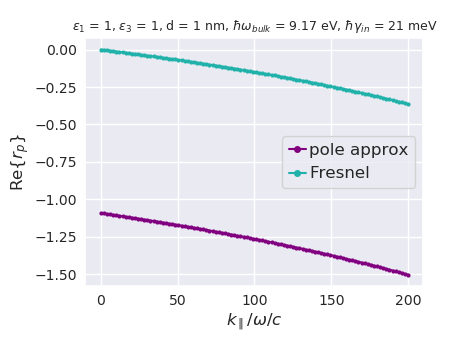 ε₁ = 1, ε₃ = 1, d = 1 nm, ℏω_bulk = 9.17 eV, ℏγ_in = 21 meV
0.00
−0.25
−0.50
−0.75
−1.00
−1.25
−1.50
Re{r_p}
pole approx
Fresnel
0 50 100 150 200
k_∥/ω/c